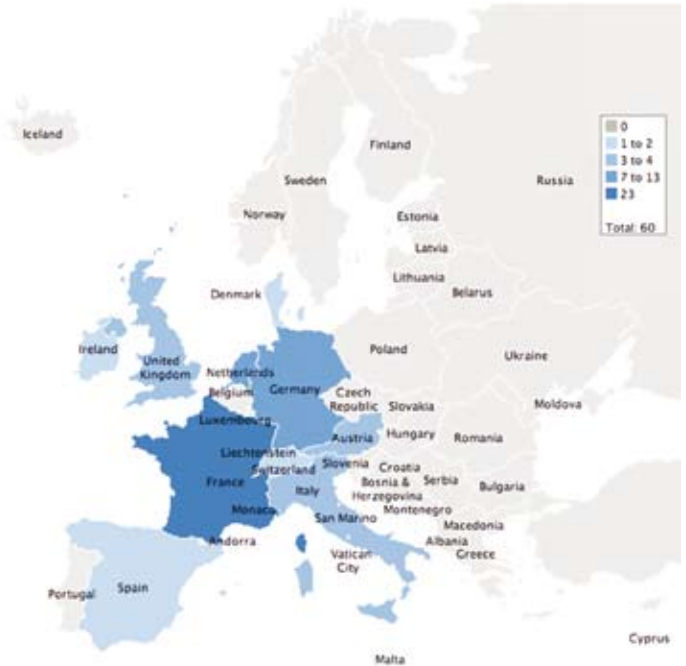 Iceland
Finland
Sweden
Russia
Norway
Estonia
Latvia
Lithuania
Belarus
Denmark
Ireland
United
Kingdom
Netherlands
Belgium
Luxembourg
Germany
Poland
Ukraine
Czech
Republic
Slovakia
Moldova
Liechtenstein
Austria
Hungary
Romania
France
Switzerland
Slovenia
Croatia
Italy
Bosnia &
Herzegovina
Serbia
Bulgaria
Monaco
San Marino
Montenegro
Macedonia
Andorra
Vatican
City
Albania
Greece
Portugal
Spain
Malta
Cyprus
0
1 to 2
3 to 4
7 to 13
23
Total: 60